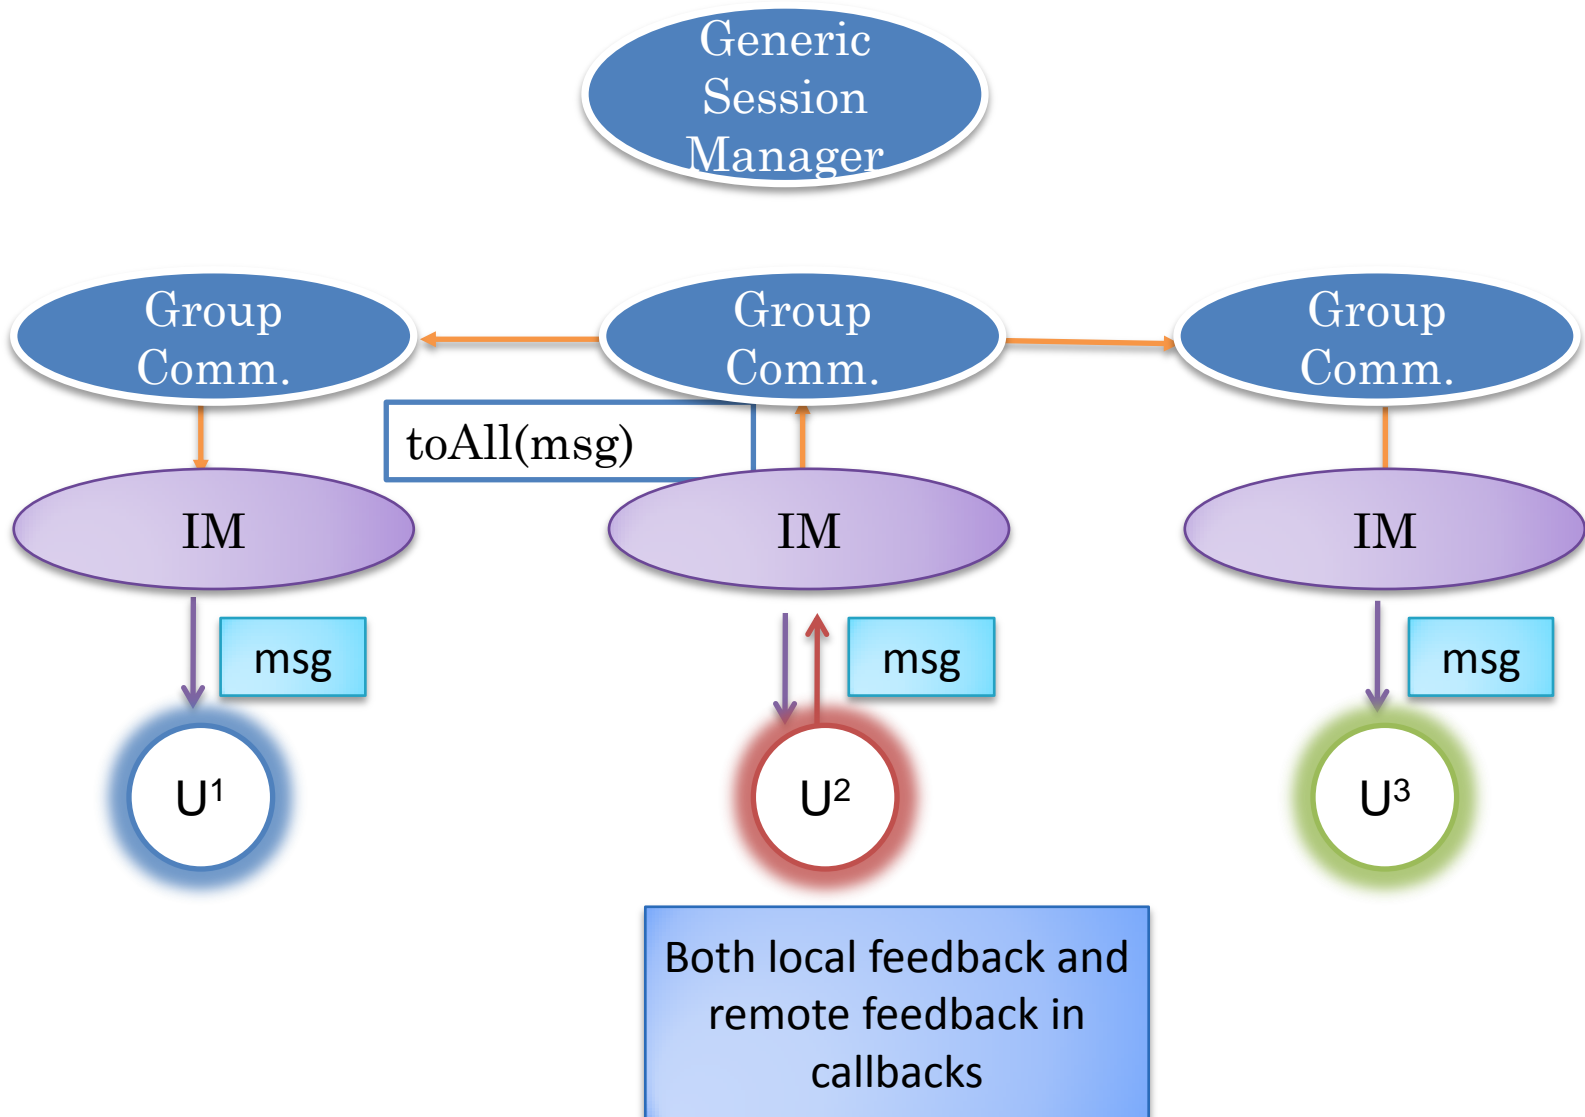 Generic
Session
Manager
Group
Comm.
Group
Comm.
Group
Comm.
toAll(msg)
IM
IM
IM
msg
msg
msg
U¹
U²
U³
Both local feedback and
remote feedback in
callbacks